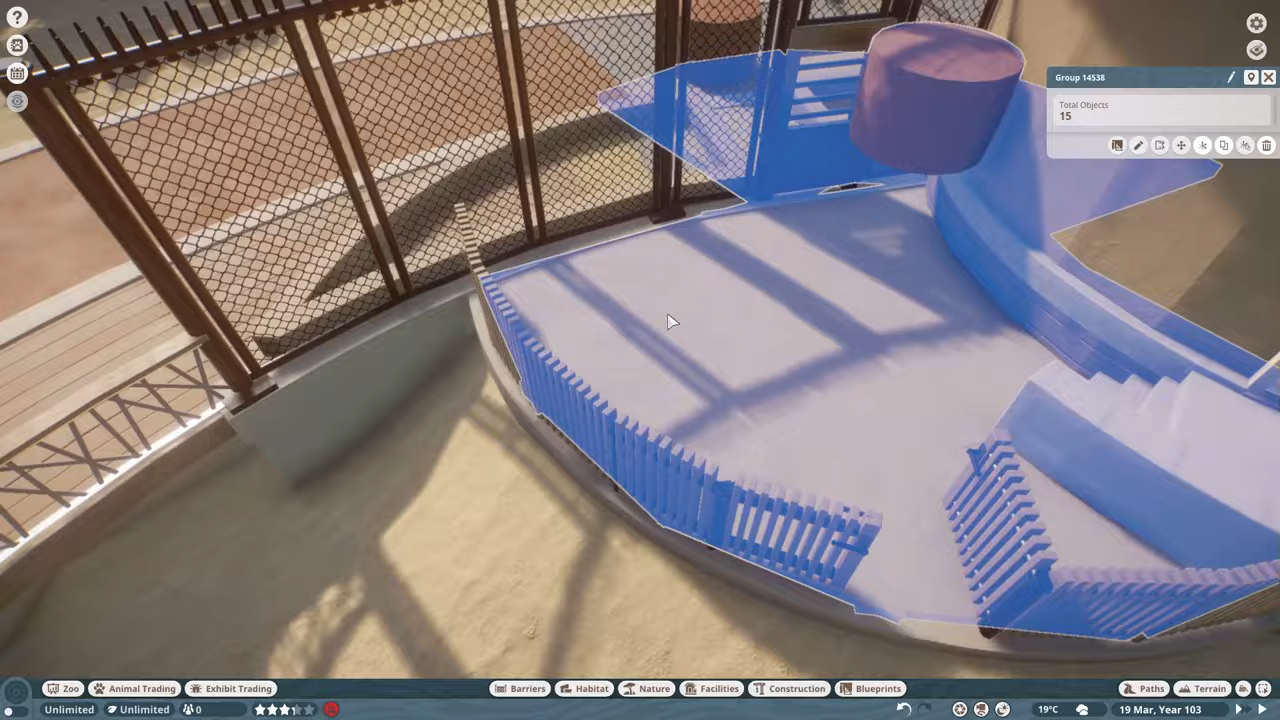 ?
Group 14538
Total Objects
15
Zoo
Animal Trading
Exhibit Trading
Barriers
Habitat
Nature
Facilities
Construction
Blueprints
Paths
Terrain
Unlimited
Unlimited
0
19°C
19 Mar, Year 103